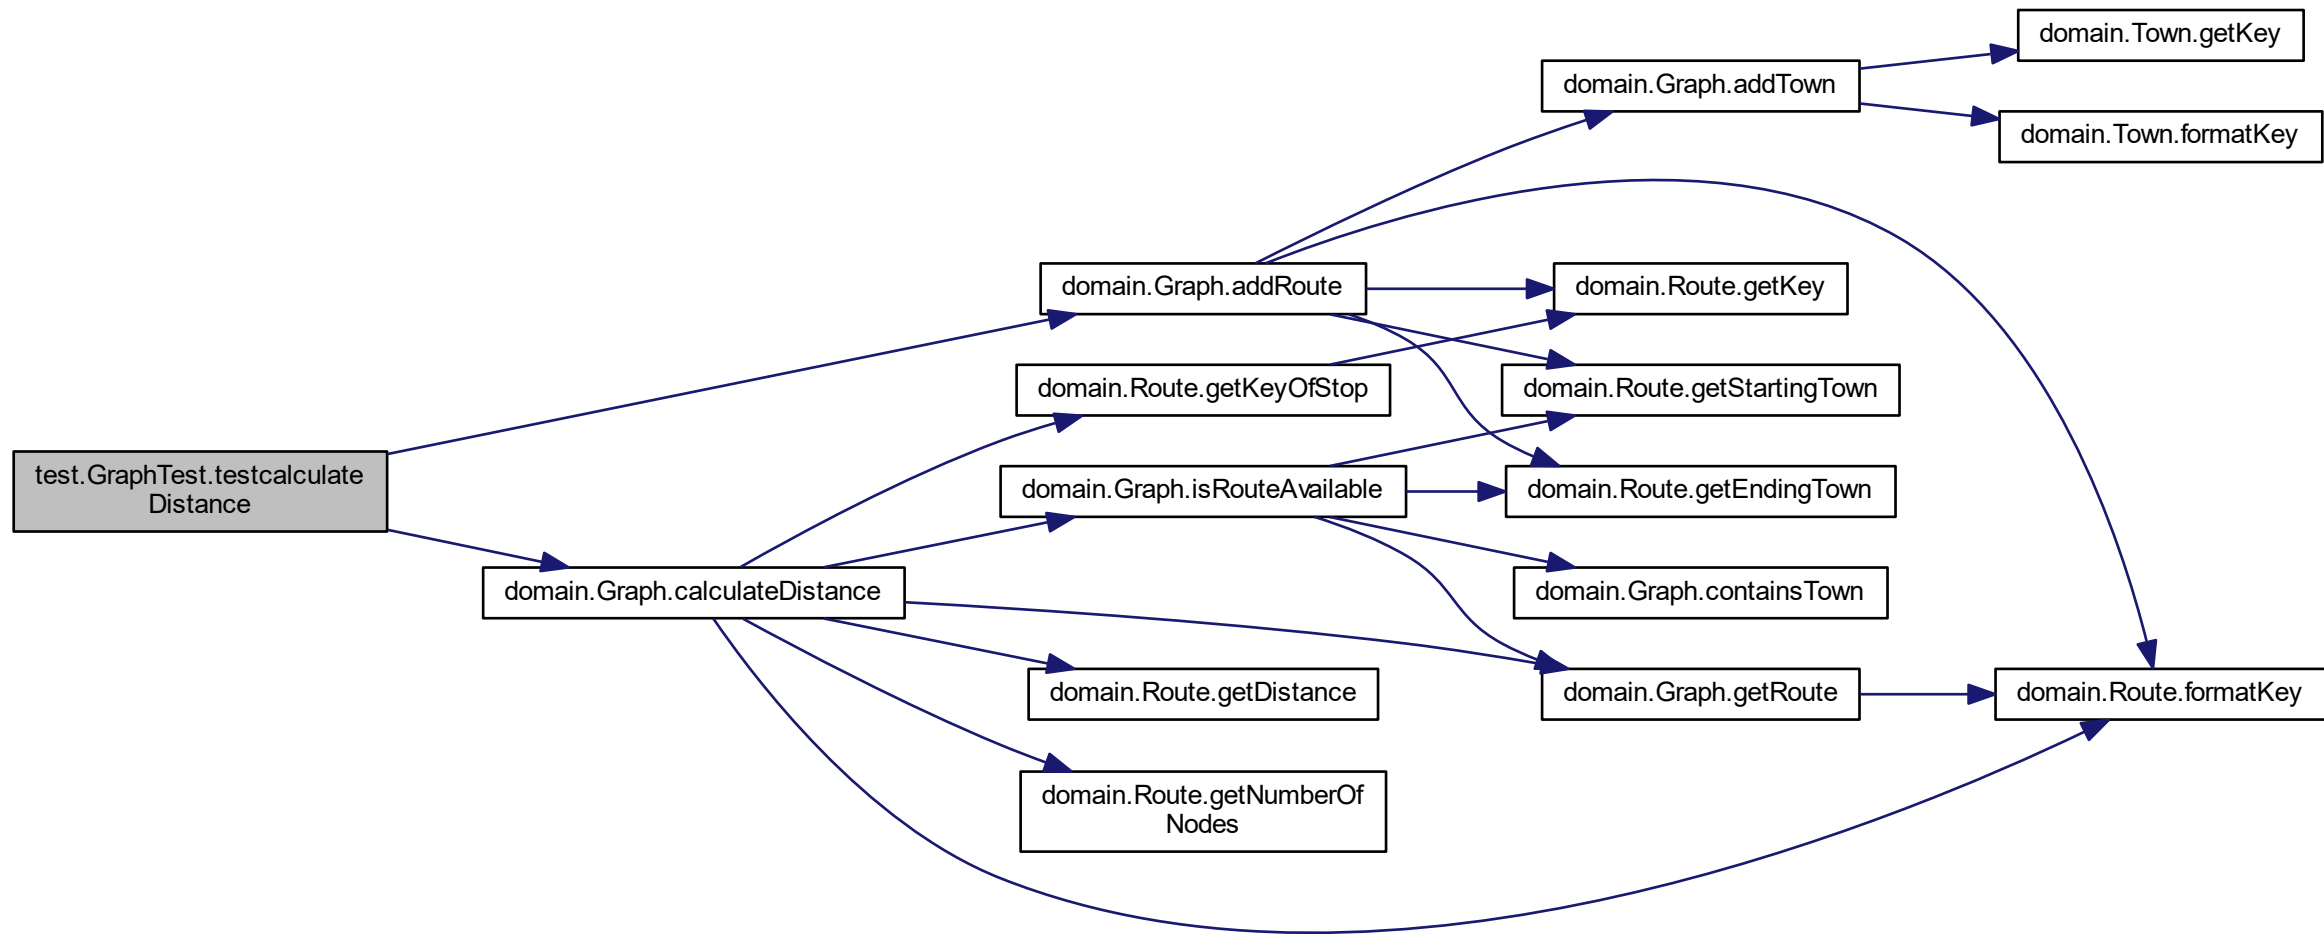 domain.Town.getKey
domain.Graph.addTown
domain.Town.formatKey
domain.Graph.addRoute
domain.Route.getKey
domain.Route.getKeyOfStop
domain.Route.getStartingTown
test.GraphTest.testcalculate
Distance
domain.Graph.isRouteAvailable
domain.Route.getEndingTown
domain.Graph.calculateDistance
domain.Graph.containsTown
domain.Route.getDistance
domain.Graph.getRoute
domain.Route.formatKey
domain.Route.getNumberOf
Nodes